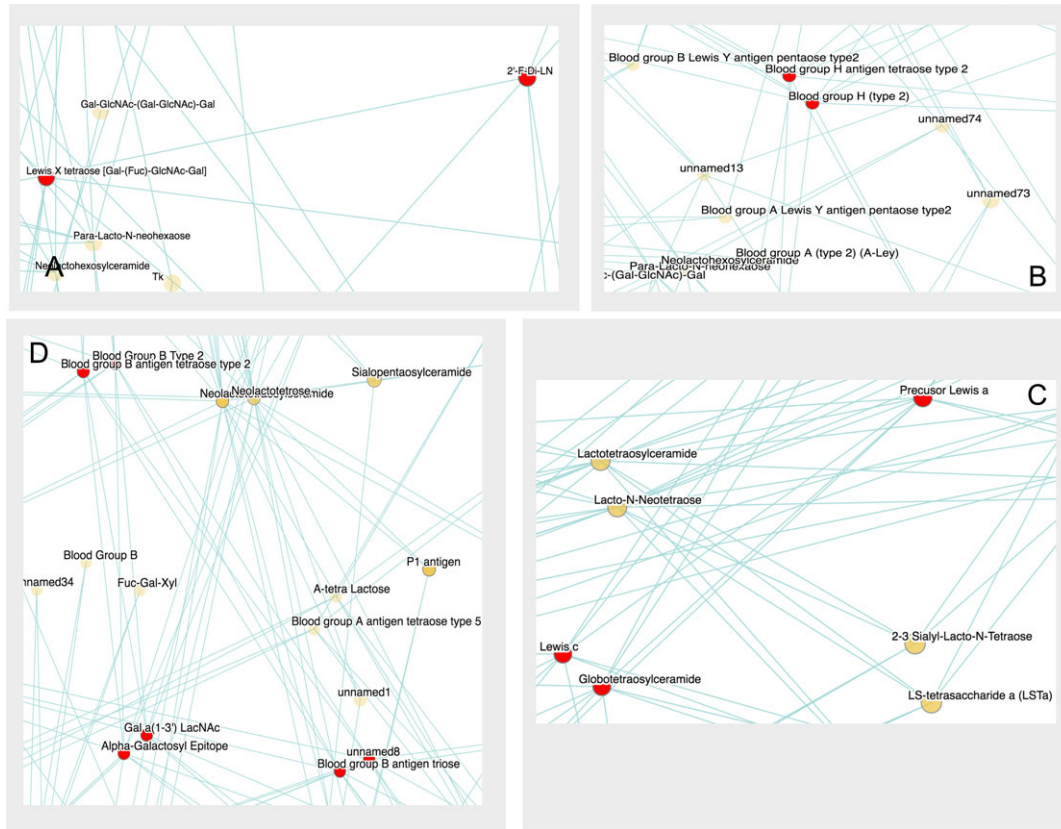 2'-F-Di-LN
Gal-GlcNAc-(Gal-GlcNAc)-Gal
Lewis X tetraose [Gal-(Fuc)-GlcNAc-Gal]
Para-Lacto-N-neohexaose
Neolactohexosylceramide
A
Tk
Blood group B Lewis Y antigen pentaose type2
Blood group H antigen tetraose type 2
Blood group H (type 2)
unnamed74
unnamed13
unnamed73
Blood group A Lewis Y antigen pentaose type2
Blood group A (type 2) (A-Ley)
Neolactohexosylceramide
Para-Lacto-N-neohexaose
c-(Gal-GlcNAc)-Gal
B
D
Blood Group B Type 2
Blood group B antigen tetraose type 2
Sialopentaosylceramide
Neolactotetrose
Blood Group B
nnamed34
Fuc-Gal-Xyl
P1 antigen
A-tetra Lactose
Blood group A antigen tetraose type 5
unnamed1
Gal a(1-3') LacNAc
Alpha-Galactosyl Epitope
unnamed8
Blood group B antigen triose
Precusor Lewis a
C
Lactotetraosylceramide
Lacto-N-Neotetraose
2-3 Sialyl-Lacto-N-Tetraose
Lewis c
Globotetraosylceramide
LS-tetrasaccharide a (LSTa)